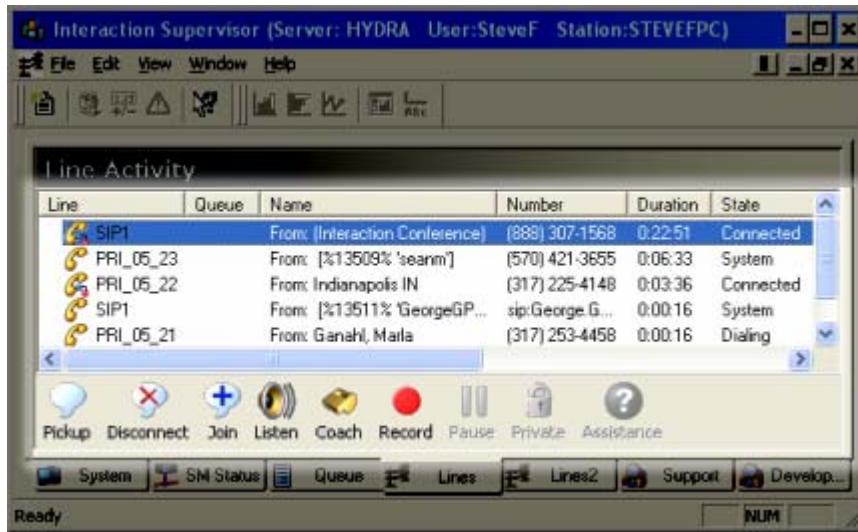 Interaction Supervisor (Server: HYDRA User:SteveF Station:STEVEFPC)
File Edit View Window Help
Line Activity
Line Queue Name Number Duration State
SIP1 From: (Interaction Conference) (888) 307-1568 0:22:51 Connected
PRI_05_23 From: [%13509% 'seanm'] (570) 421-3655 0:06:33 System
PRI_05_22 From: Indianapolis IN (317) 225-4148 0:03:36 Connected
SIP1 From: [%13511% 'GeorgeGP... sip:George.G... 0:00:16 System
PRI_05_21 From: Ganahl, Marla (317) 253-4458 0:00:16 Dialing
Pickup Disconnect Join Listen Coach Record Pause Private Assistance
System SM Status Queue Lines Lines2 Support Develop...
Ready NUM